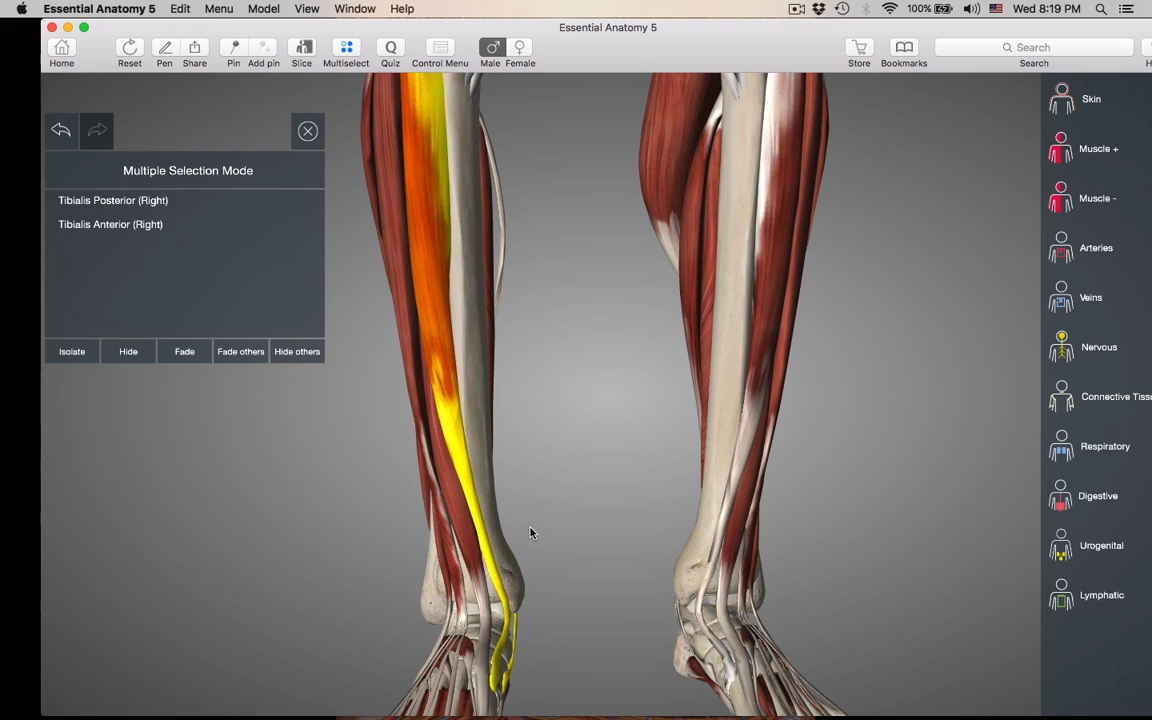 Essential Anatomy 5 Edit Menu View Model Window Help 100% Wed 8:19 PM
Essential Anatomy 5
Home Reset Pen Share Pin Add pin Slice Multiselect Q Quiz Control Menu Male Female Store Bookmarks Search Search H
Multiple Selection Mode
Tibialis Posterior (Right)
Tibialis Anterior (Right)
Isolate Hide Fade Fade others Hide others
Skin
Muscle +
Muscle -
Arteries
Veins
Nervous
Connective Tissu
Respiratory
Digestive
Urogenital
Lymphatic